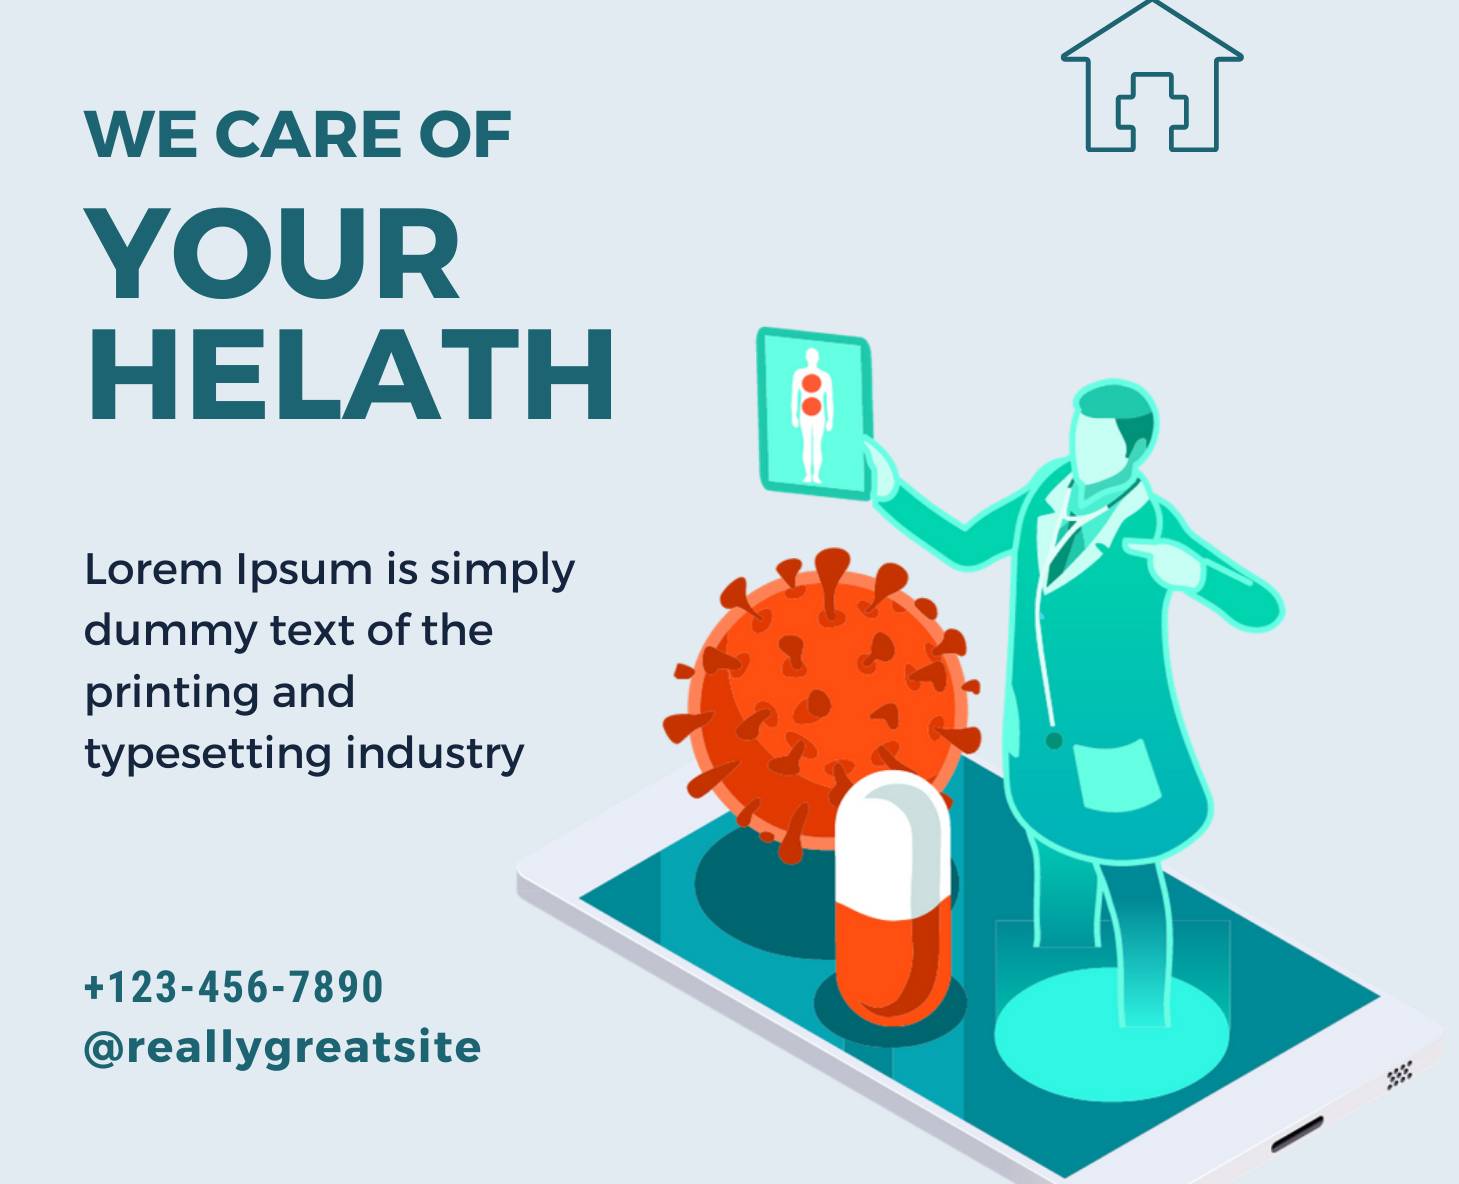 WE CARE OF
YOUR
HELATH
Lorem Ipsum is simply
dummy text of the
printing and
typesetting industry
+123-456-7890
@reallygreatsite